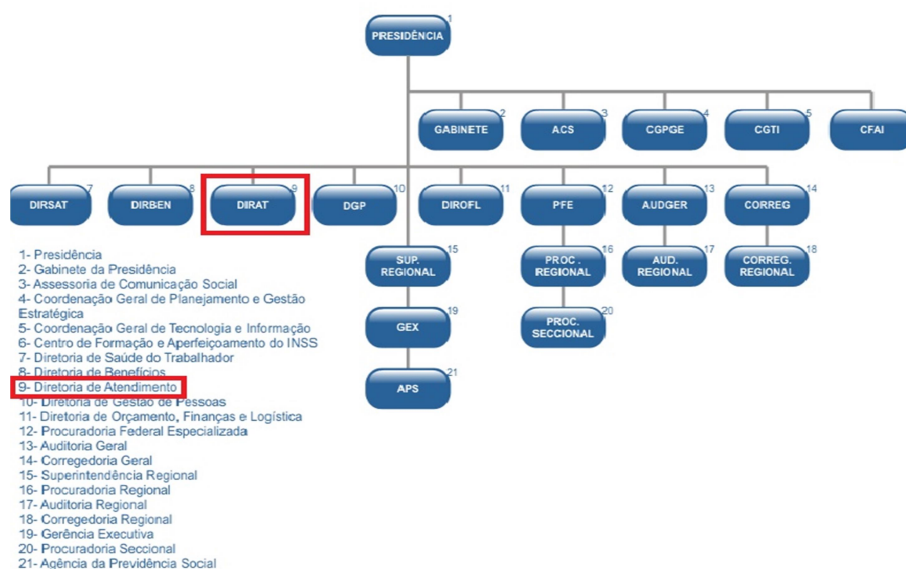 1
PRESIDÊNCIA
2
GABINETE
3
ACS
4
CGPGE
5
CGTI
CFAI
7
DIRSAT
8
DIRBEN
9
DIRAT
10
DGP
11
DIROFL
12
PFE
13
AUDGER
14
CORREG
15
SUP.
REGIONAL
16
PROC.
REGIONAL
17
AUD.
REGIONAL
18
CORREG.
REGIONAL
19
GEX
20
PROC.
SECCIONAL
21
APS
1- Presidência
2- Gabinete da Presidência
3- Assessoria de Comunicação Social
4- Coordenação Geral de Planejamento e Gestão
Estratégica
5- Coordenação Geral de Tecnologia e Informação
6- Centro de Formação e Aperfeiçoamento do INSS
7- Diretoria de Saúde do Trabalhador
8- Diretoria de Benefícios
9- Diretoria de Atendimento
10- Diretoria de Gestão de Pessoas
11- Diretoria de Orçamento, Finanças e Logística
12- Procuradoria Federal Especializada
13- Auditoria Geral
14- Corregedoria Geral
15- Superintendência Regional
16- Procuradoria Regional
17- Auditoria Regional
18- Corregedoria Regional
19- Gerência Executiva
20- Procuradoria Seccional
21- Agência da Previdência Social